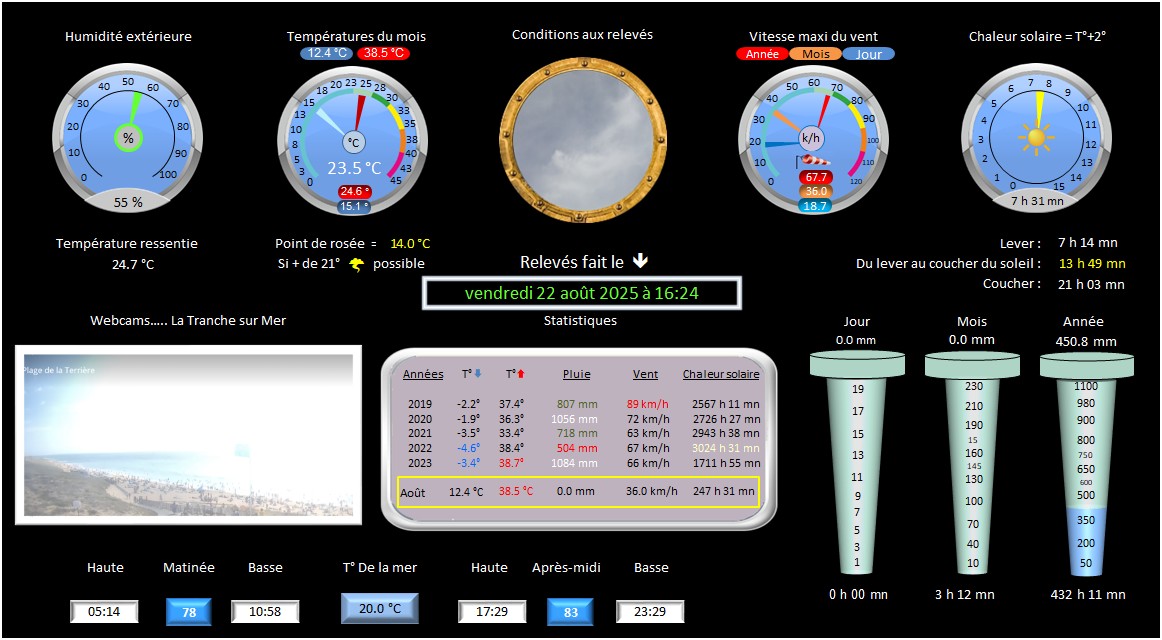 Humidité extérieure
Températures du mois
Conditions aux relevés
Vitesse maxi du vent
Chaleur solaire = T°+2°
12.4 °C 38.5 °C
Année Mois Jour
0 10 20 30 40 50 60 70 80 90 100
%
55 %
0 3 5 8 10 13 15 18 20 23 25 28 30 33 35 38 40 43 45
°C
23.5 °C
24.6 °
15.1 °
0 10 20 30 40 50 60 70 80 90 100 110 120
k/h
67.7
36.0
18.7
0 1 2 3 4 5 6 7 8 9 10 11 12 13 14 15
7 h 31 mn
Température ressentie
24.7 °C
Point de rosée = 14.0 °C
Si + de 21° possible
Relevés fait le
vendredi 22 août 2025 à 16:24
Lever : 7 h 14 mn
Du lever au coucher du soleil : 13 h 49 mn
Coucher : 21 h 03 mn
Webcams….. La Tranche sur Mer
Plage de la Terrière
Statistiques
Années T° T° Pluie Vent Chaleur solaire
2019 -2.2° 37.4° 807 mm 89 km/h 2567 h 11 mn
2020 -1.9° 36.3° 1056 mm 72 km/h 2726 h 27 mn
2021 -3.5° 33.4° 718 mm 63 km/h 2943 h 38 mn
2022 -4.6° 38.4° 504 mm 67 km/h 3024 h 31 mn
2023 -3.4° 38.7° 1084 mm 66 km/h 1711 h 55 mn
Août 12.4 °C 38.5 °C 0.0 mm 36.0 km/h 247 h 31 mn
Jour Mois Année
0.0 mm 0.0 mm 450.8 mm
19 230 1100
17 210 980
15 190 900
13 15 800
11 160 750
9 145 650
7 130 600
5 100 500
3 70 350
1 40 200
10 50
0 h 00 mn 3 h 12 mn 432 h 11 mn
Haute Matinée Basse T° De la mer Haute Après-midi Basse
05:14 78 10:58 20.0 °C 17:29 83 23:29